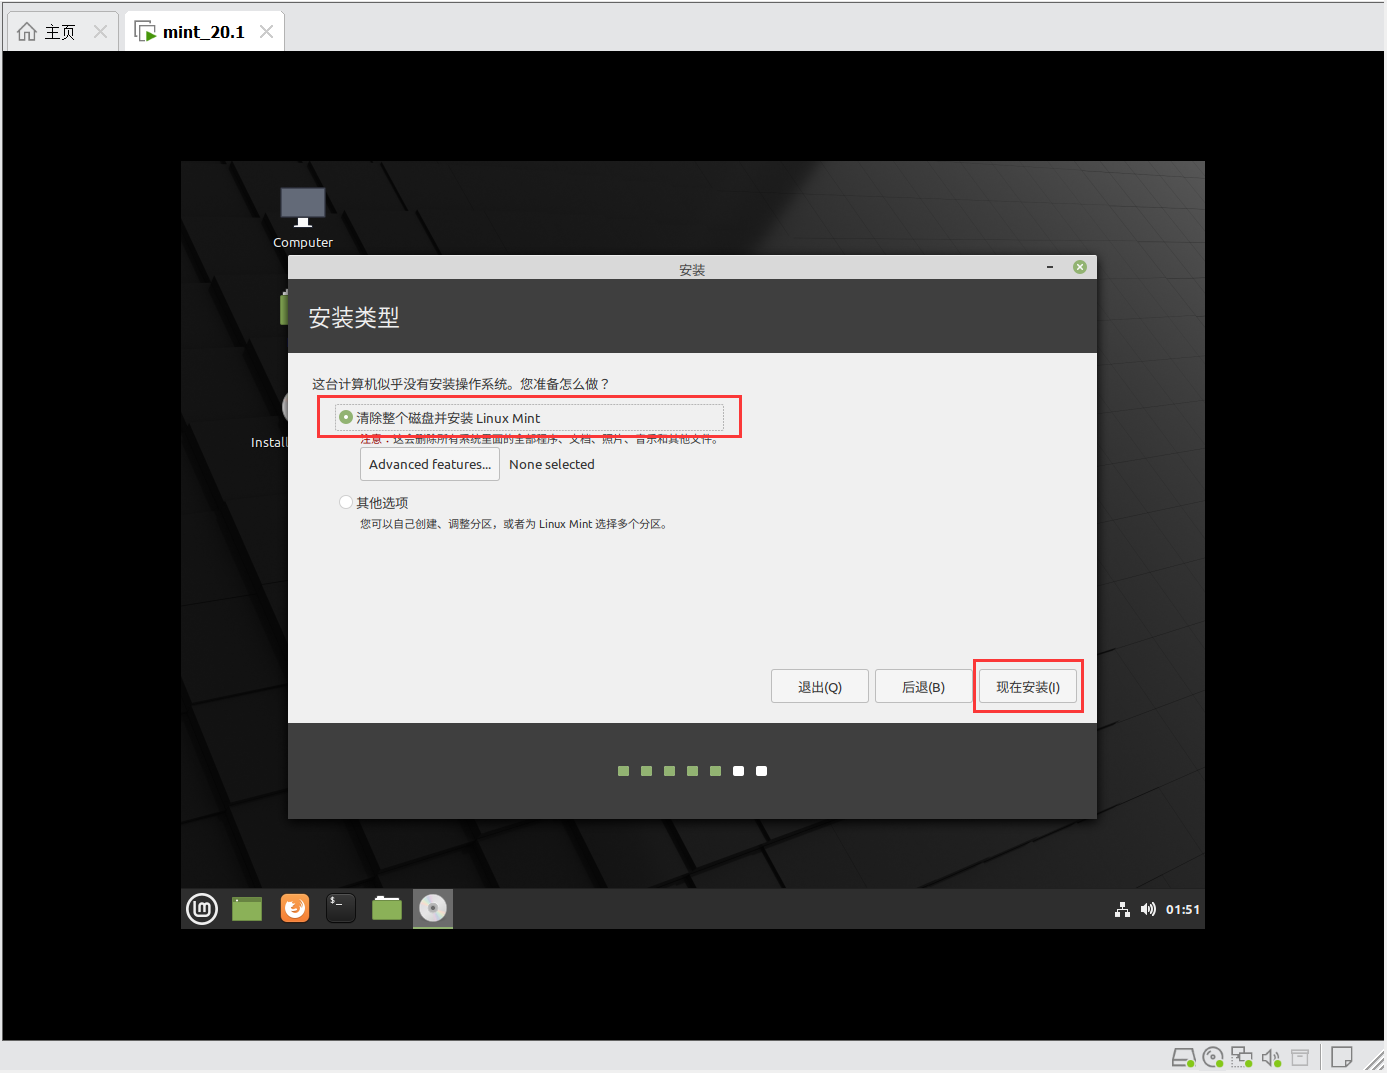 主页
mint_20.1
Computer
安装
安装类型
这台计算机似乎没有安装操作系统。您准备怎么做？
清除整个磁盘并安装 Linux Mint
注意：这会删除所有系统里面的全部程序、文档、照片、音乐和其他文件。
Install
Advanced features...
None selected
其他选项
您可以自己创建、调整分区，或者为 Linux Mint 选择多个分区。
退出(Q)
后退(B)
现在安装(I)
lm
$_
01:51